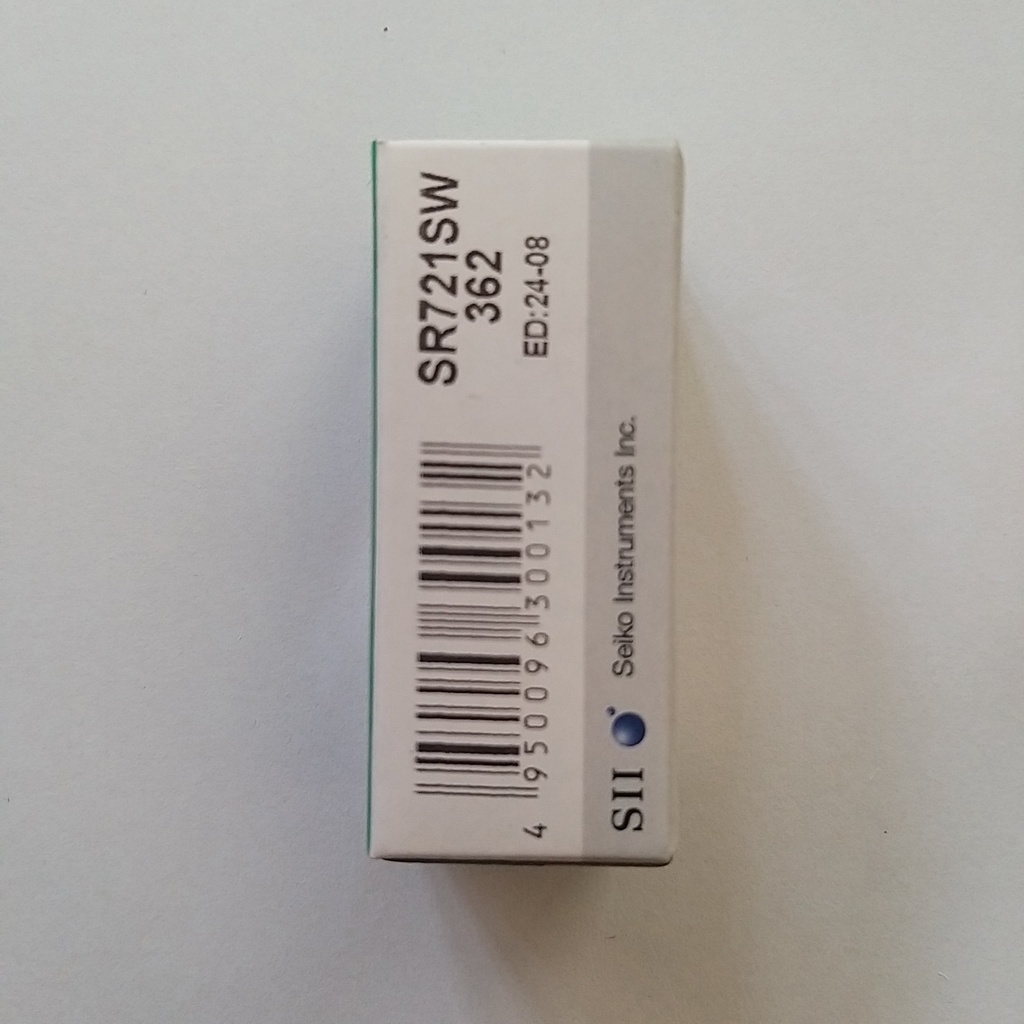 SR721SW
362
ED:24-08
4 950096 300132
SII Seiko Instruments Inc.